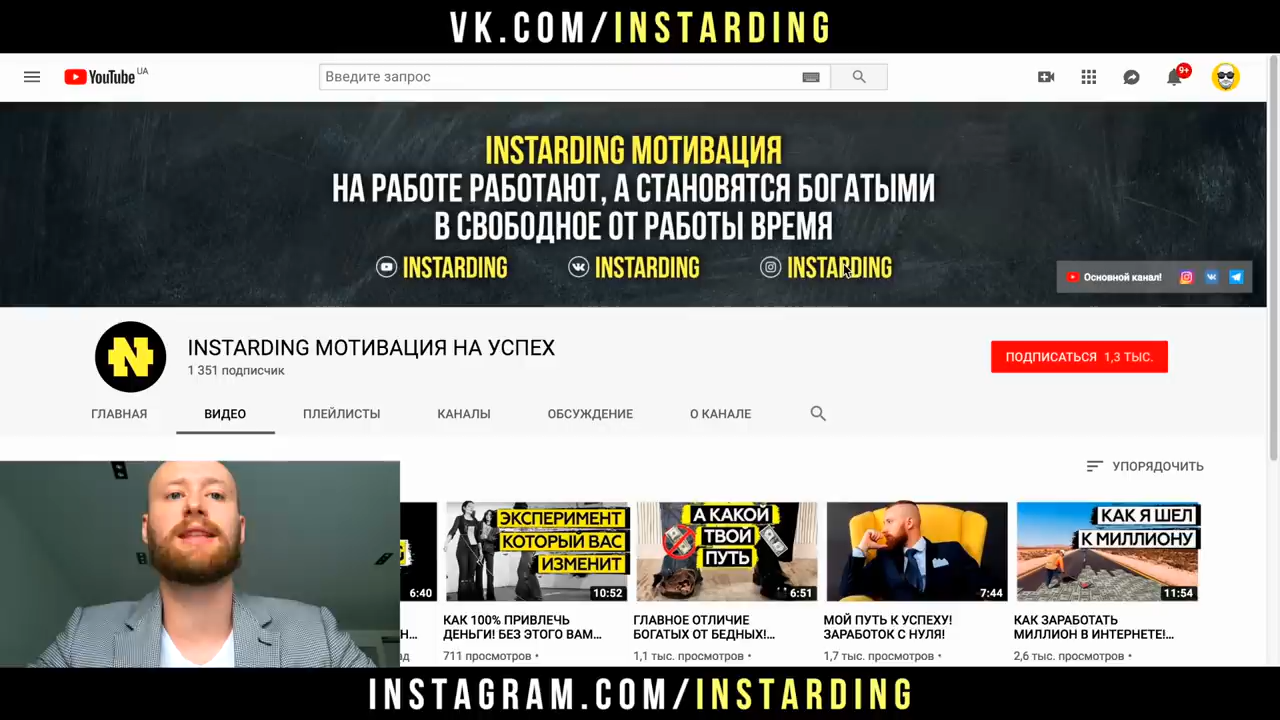 VK.COM/INSTARDING
YouTube UA
Введите запрос
9+
INSTARDING МОТИВАЦИЯ
НА РАБОТЕ РАБОТАЮТ, А СТАНОВЯТСЯ БОГАТЫМИ
В СВОБОДНОЕ ОТ РАБОТЫ ВРЕМЯ
INSTARDING INSTARDING INSTARDING
Основной канал!
N
INSTARDING МОТИВАЦИЯ НА УСПЕХ
1 351 подписчик
ПОДПИСАТЬСЯ 1,3 ТЫС.
ГЛАВНАЯ ВИДЕО ПЛЕЙЛИСТЫ КАНАЛЫ ОБСУЖДЕНИЕ О КАНАЛЕ
УПОРЯДОЧИТЬ
6:40
ЭКСПЕРИМЕНТ
КОТОРЫЙ ВАС
ИЗМЕНИТ
10:52
А КАКОЙ
ТВОЙ
ПУТЬ
6:51
7:44
КАК Я ШЕЛ
К МИЛЛИОНУ
11:54
КАК 100% ПРИВЛЕЧЬ
ДЕНЬГИ! БЕЗ ЭТОГО ВАМ...
711 просмотров •
ГЛАВНОЕ ОТЛИЧИЕ
БОГАТЫХ ОТ БЕДНЫХ!...
1,1 тыс. просмотров •
МОЙ ПУТЬ К УСПЕХУ!
ЗАРАБОТОК С НУЛЯ!
1,7 тыс. просмотров •
КАК ЗАРАБОТАТЬ
МИЛЛИОН В ИНТЕРНЕТЕ!...
2,6 тыс. просмотров •
INSTAGRAM.COM/INSTARDING